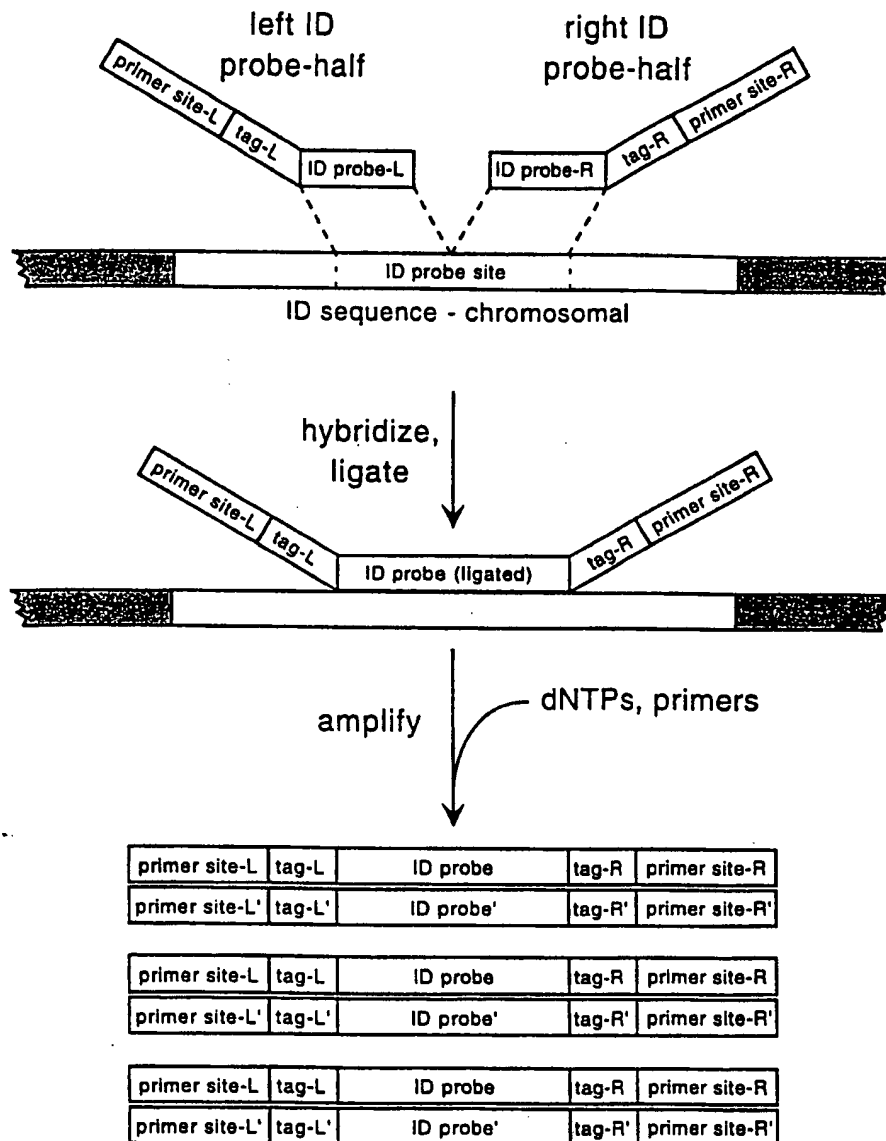 left ID
probe-half
right ID
probe-half
primer site-L
tag-L
ID probe-L
ID probe-R
tag-R
primer site-R
ID probe site
ID sequence - chromosomal
hybridize,
ligate
primer site-L
tag-L
ID probe (ligated)
tag-R
primer site-R
amplify
dNTPs, primers
primer site-L tag-L ID probe tag-R primer site-R
primer site-L' tag-L' ID probe' tag-R' primer site-R'
primer site-L tag-L ID probe tag-R primer site-R
primer site-L' tag-L' ID probe' tag-R' primer site-R'
primer site-L tag-L ID probe tag-R primer site-R
primer site-L' tag-L' ID probe' tag-R' primer site-R'